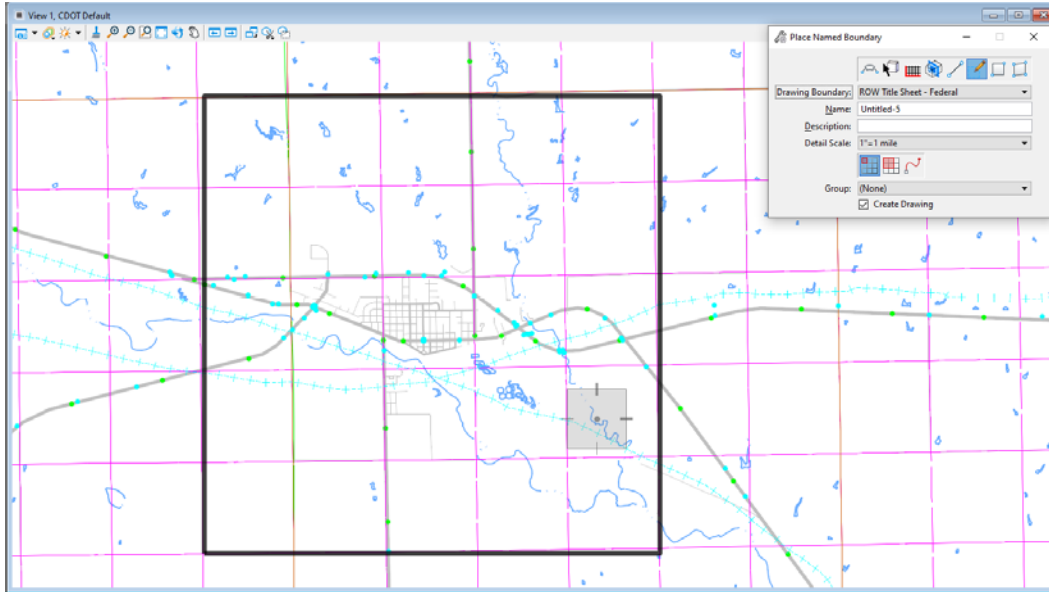 View 1, CDOT Default
Place Named Boundary
Drawing Boundary: ROW Title Sheet - Federal
Name: Untitled-5
Description:
Detail Scale: 1"=1 mile
Group: (None)
Create Drawing